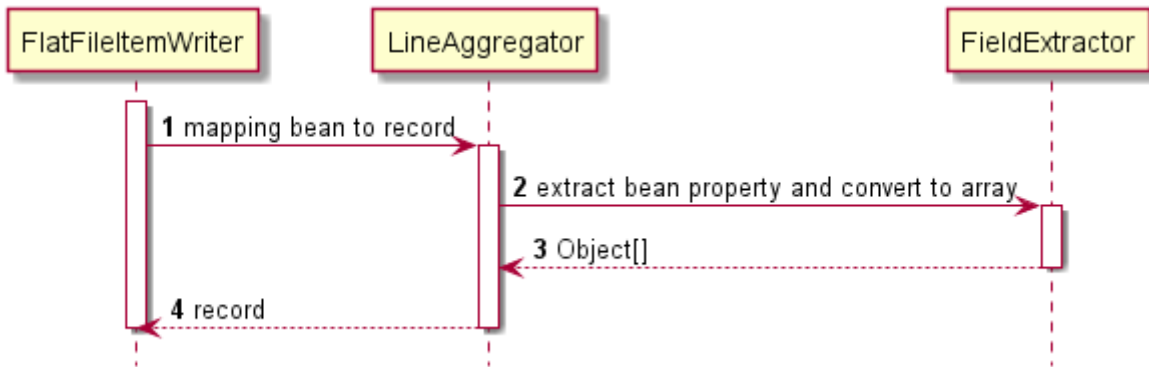 FlatFileItemWriter
LineAggregator
FieldExtractor
1 mapping bean to record
2 extract bean property and convert to array
3 Object[]
4 record